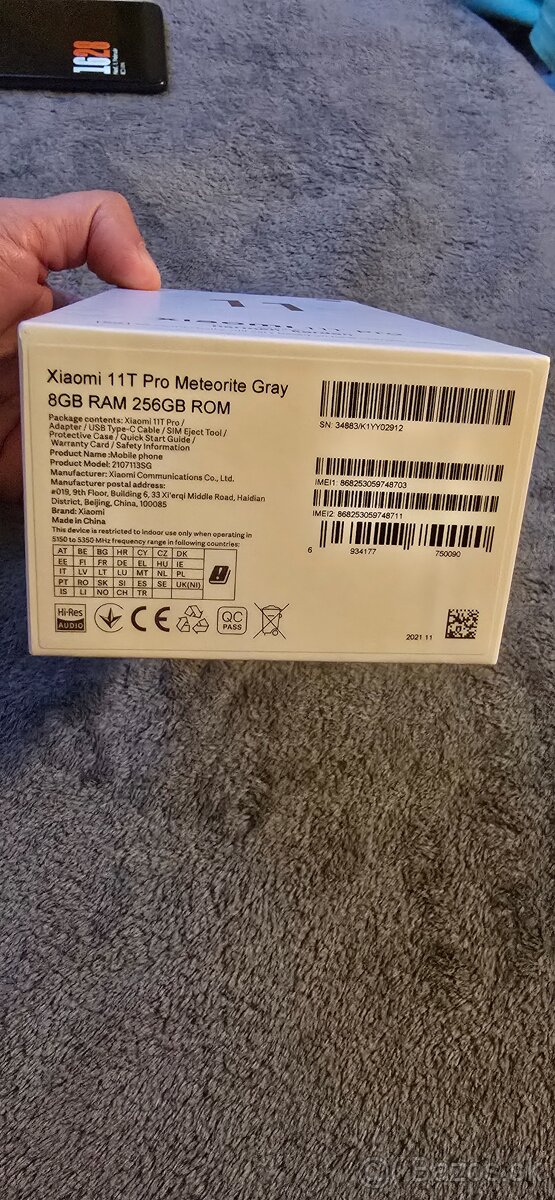 1628
11
xiaomi 11T Pro
Xiaomi 11T Pro Meteorite Gray
8GB RAM 256GB ROM
Package contents: Xiaomi 11T Pro /
Adapter / USB Type-C Cable / SIM Eject Tool /
Protective Case / Quick Start Guide /
Warranty Card / Safety Information
Product Name:Mobile phone
Product Model: 2107113SG
Manufacturer: Xiaomi Communications Co., Ltd.
Manufacturer postal address:
#019, 9th Floor, Building 6, 33 Xi'erqi Middle Road, Haidian
District, Beijing, China, 100085
Brand: Xiaomi
Made in China
This device is restricted to indoor use only when operating in
5150 to 5350 MHz frequency range in following countries:
AT BE BG HR CY CZ DK
EE FI FR DE EL HU IE
IT LV LT LU MT NL PL
PT RO SK SI ES SE UK(NI)
IS LI NO CH TR
Hi-Res
AUDIO
CE
QC
PASS
SN: 34883/K1YY02912
IMEI1: 868253059748703
IMEI2: 868253059748711
6 934177 750090
2021.11
Bazos.sk